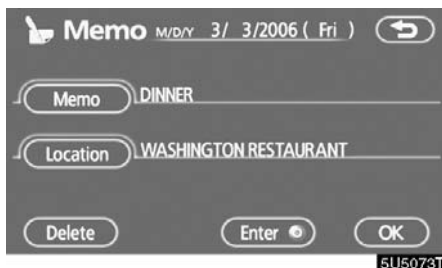 Memo M/D/Y 3/ 3/2006 ( Fri )
Memo DINNER
Location WASHINGTON RESTAURANT
Delete Enter OK
5U5073T